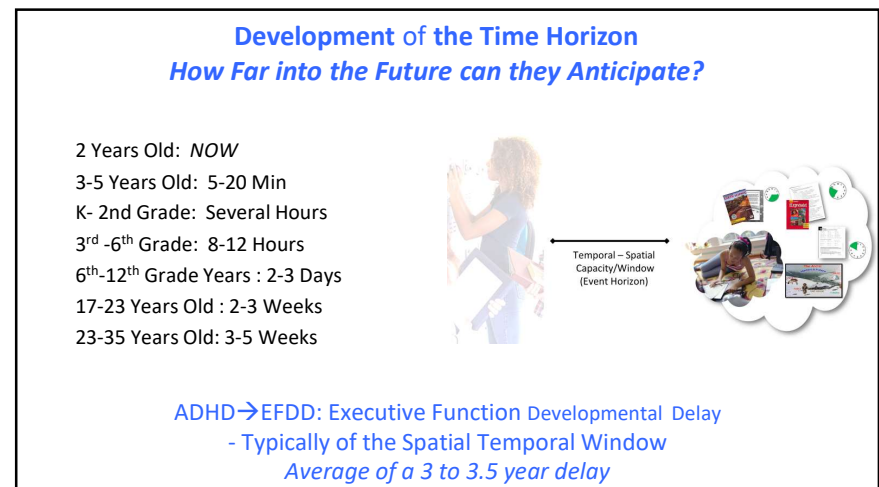 Development of the Time Horizon
How Far into the Future can they Anticipate?
2 Years Old: NOW
3-5 Years Old: 5-20 Min
K- 2nd Grade: Several Hours
3rd -6th Grade: 8-12 Hours
6th-12th Grade Years : 2-3 Days
17-23 Years Old : 2-3 Weeks
23-35 Years Old: 3-5 Weeks
Temporal – Spatial
Capacity/Window
(Event Horizon)
ADHD→EFDD: Executive Function Developmental Delay
- Typically of the Spatial Temporal Window
Average of a 3 to 3.5 year delay